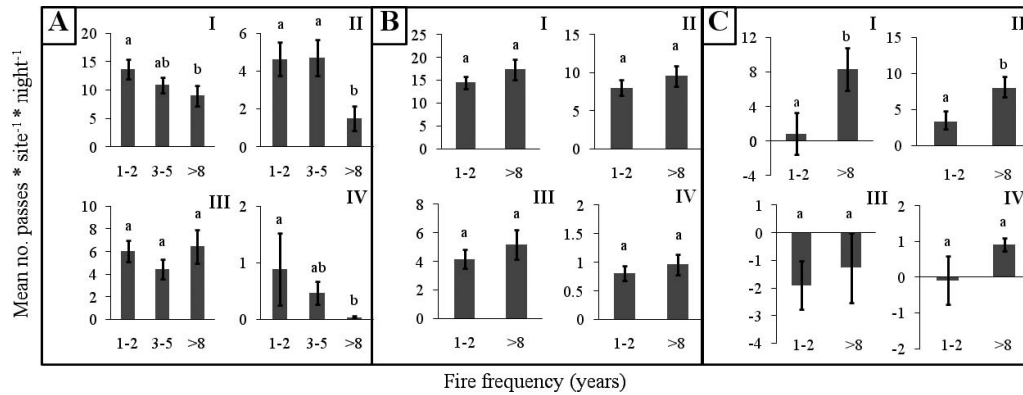 A I II B I II C I II
20 15 10 5 0 a ab b 1-2 3-5 >8
6 4 2 0 a a b 1-2 3-5 >8
25 20 15 10 5 0 a a 1-2 >8
15 10 5 0 a a 1-2 >8
12 8 4 0 -4 a b 1-2 >8
15 10 5 0 a b 1-2 >8
III IV III IV III IV
10 8 6 4 2 0 a a a 1-2 3-5 >8
2 1 0 a ab b 1-2 3-5 >8
8 6 4 2 0 a a 1-2 >8
2 1.5 1 0.5 0 a a 1-2 >8
0 -1 -2 -3 -4 a a 1-2 >8
2 1 0 -1 -2 a a 1-2 >8
Mean no. passes * site⁻¹ * night⁻¹
Fire frequency (years)